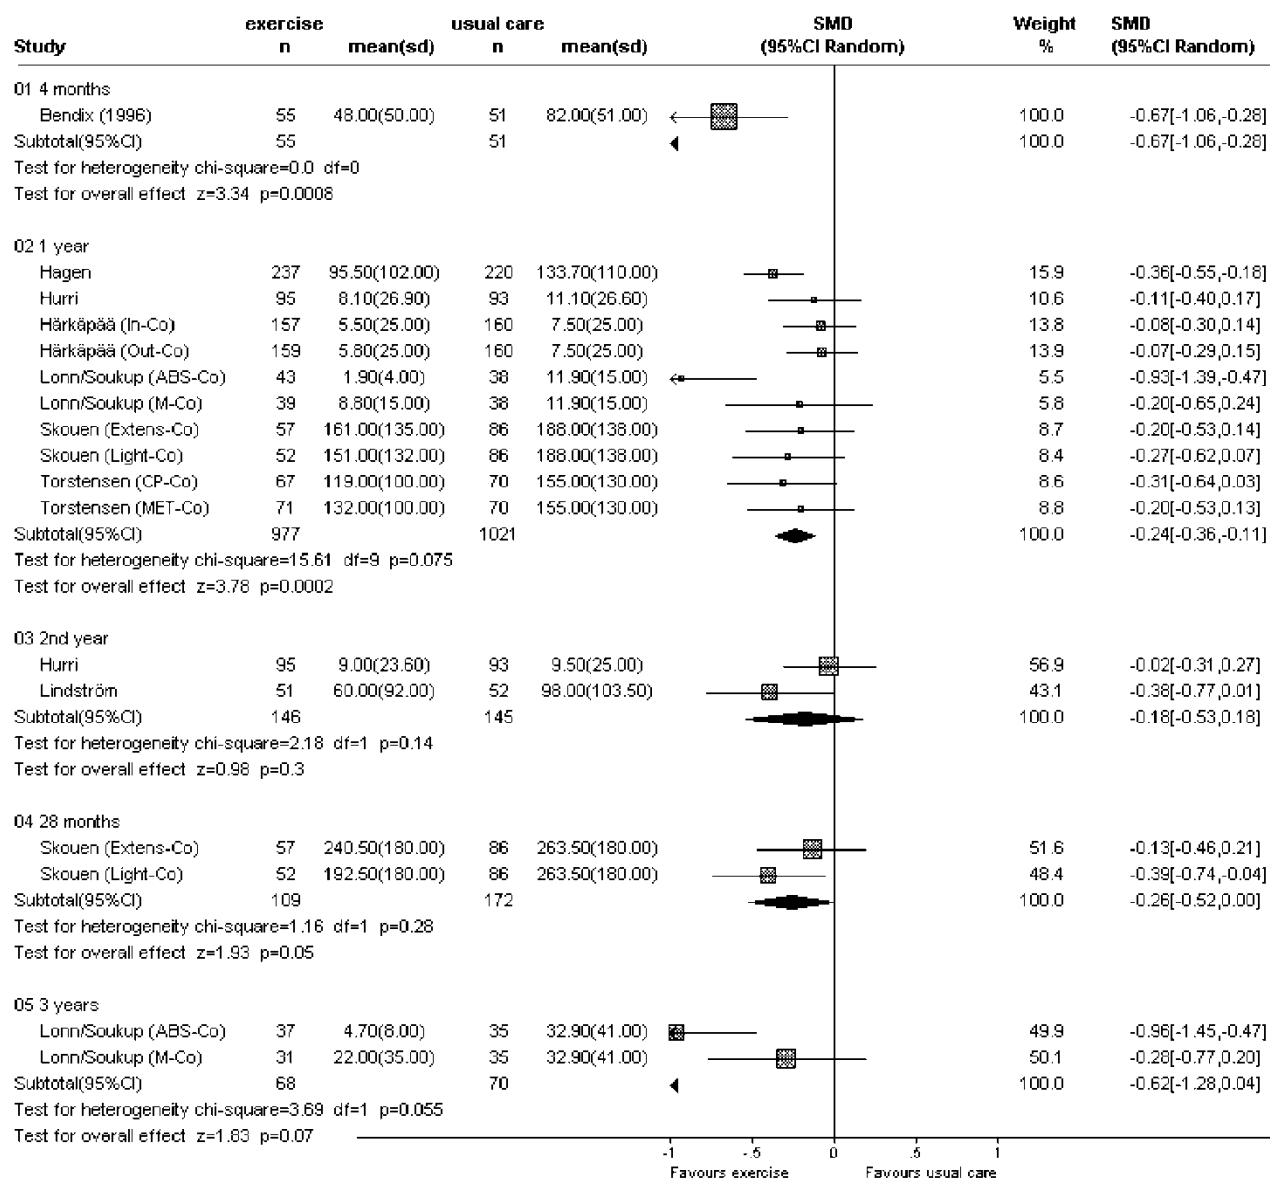 exercise usual care SMD Weight SMD
Study n mean(sd) n mean(sd) (95%CI Random) % (95%CI Random)
01 4 months
Bendix (1996) 55 48.00(50.00) 51 82.00(51.00) 100.0 -0.67[-1.06,-0.28]
Subtotal(95%CI) 55 51 100.0 -0.67[-1.06,-0.28]
Test for heterogeneity chi-square=0.0 df=0
Test for overall effect z=3.34 p=0.0008
02 1 year
Hagen 237 95.50(102.00) 220 133.70(110.00) 15.9 -0.36[-0.55,-0.18]
Hurri 95 8.10(26.90) 93 11.10(26.60) 10.6 -0.11[-0.40,0.17]
Härkäpää (In-Co) 157 5.50(25.00) 160 7.50(25.00) 13.8 -0.08[-0.30,0.14]
Härkäpää (Out-Co) 159 5.80(25.00) 160 7.50(25.00) 13.9 -0.07[-0.29,0.15]
Lonn/Soukup (ABS-Co) 43 1.90(4.00) 38 11.90(15.00) 5.5 -0.93[-1.39,-0.47]
Lonn/Soukup (M-Co) 39 8.80(15.00) 38 11.90(15.00) 5.8 -0.20[-0.65,0.24]
Skouen (Extens-Co) 57 161.00(135.00) 86 188.00(138.00) 8.7 -0.20[-0.53,0.14]
Skouen (Light-Co) 52 151.00(132.00) 86 188.00(138.00) 8.4 -0.27[-0.62,0.07]
Torstensen (CP-Co) 67 119.00(100.00) 70 155.00(130.00) 8.6 -0.31[-0.64,0.03]
Torstensen (MET-Co) 71 132.00(100.00) 70 155.00(130.00) 8.8 -0.20[-0.53,0.13]
Subtotal(95%CI) 977 1021 100.0 -0.24[-0.36,-0.11]
Test for heterogeneity chi-square=15.61 df=9 p=0.075
Test for overall effect z=3.78 p=0.0002
03 2nd year
Hurri 95 9.00(23.60) 93 9.50(25.00) 56.9 -0.02[-0.31,0.27]
Lindström 51 60.00(92.00) 52 98.00(103.50) 43.1 -0.38[-0.77,0.01]
Subtotal(95%CI) 146 145 100.0 -0.18[-0.53,0.18]
Test for heterogeneity chi-square=2.18 df=1 p=0.14
Test for overall effect z=0.98 p=0.3
04 28 months
Skouen (Extens-Co) 57 240.50(180.00) 86 263.50(180.00) 51.6 -0.13[-0.46,0.21]
Skouen (Light-Co) 52 192.50(180.00) 86 263.50(180.00) 48.4 -0.39[-0.74,-0.04]
Subtotal(95%CI) 109 172 100.0 -0.26[-0.52,0.00]
Test for heterogeneity chi-square=1.16 df=1 p=0.28
Test for overall effect z=1.93 p=0.05
05 3 years
Lonn/Soukup (ABS-Co) 37 4.70(8.00) 35 32.90(41.00) 49.9 -0.96[-1.45,-0.47]
Lonn/Soukup (M-Co) 31 22.00(35.00) 35 32.90(41.00) 50.1 -0.28[-0.77,0.20]
Subtotal(95%CI) 68 70 100.0 -0.62[-1.28,0.04]
Test for heterogeneity chi-square=3.69 df=1 p=0.055
Test for overall effect z=1.83 p=0.07
-1 -.5 0 .5 1
Favours exercise Favours usual care